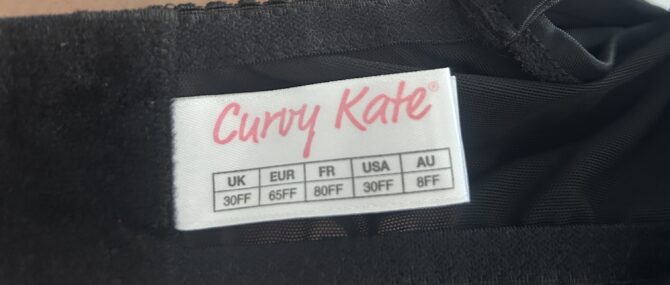 Curvy Kate®
UK EUR FR USA AU
30FF 65FF 80FF 30FF 8FF